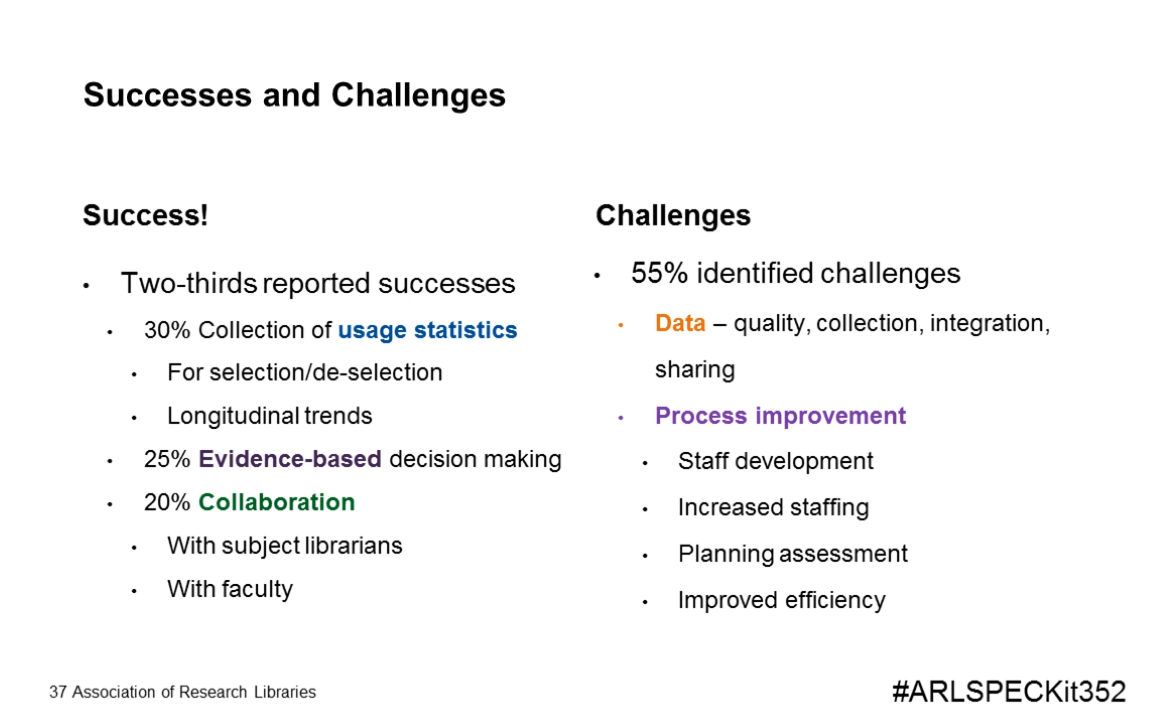 Successes and Challenges
Success!
• Two-thirds reported successes
• 30% Collection of usage statistics
• For selection/de-selection
• Longitudinal trends
• 25% Evidence-based decision making
• 20% Collaboration
• With subject librarians
• With faculty
Challenges
• 55% identified challenges
• Data – quality, collection, integration,
sharing
• Process improvement
• Staff development
• Increased staffing
• Planning assessment
• Improved efficiency
37 Association of Research Libraries
#ARLSPECKit352